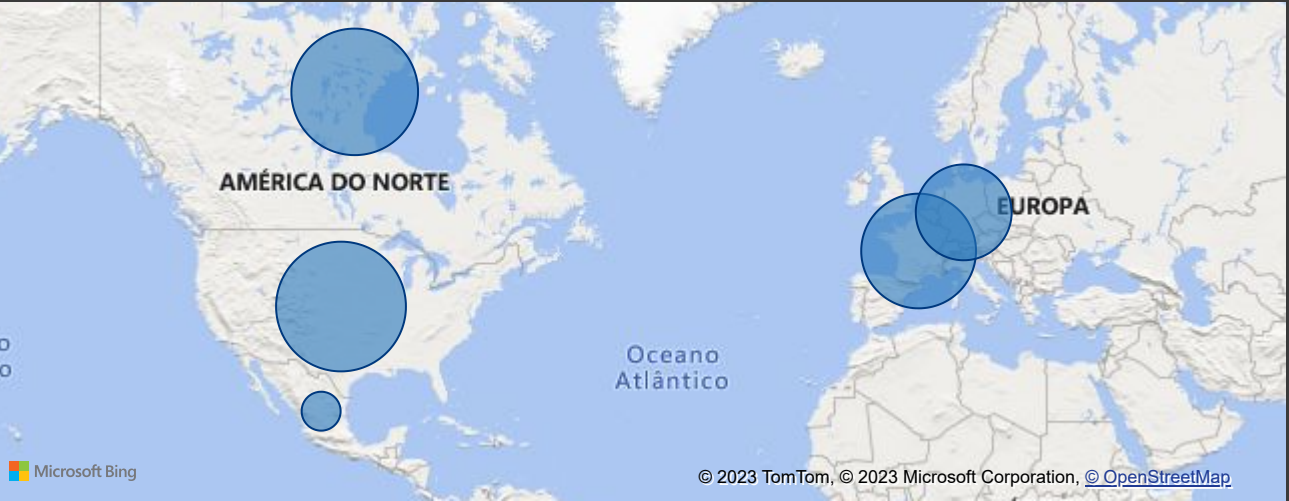 AMÉRICA DO NORTE
EUROPA
o
o
Oceano
Atlântico
Microsoft Bing
© 2023 TomTom, © 2023 Microsoft Corporation, © OpenStreetMap